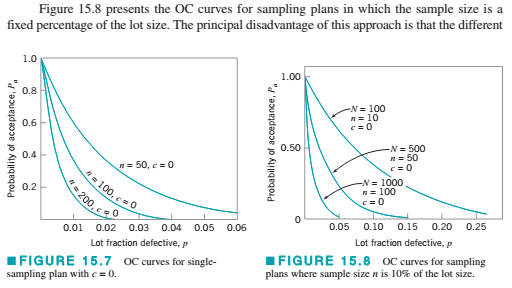 Figure 15.8 presents the OC curves for sampling plans in which the sample size is a
fixed percentage of the lot size. The principal disadvantage of this approach is that the different
Probability of acceptance, Pa
1.0
0.8
0.6
0.4
0.2
n = 50, c = 0
n = 100, c = 0
n = 200, c = 0
0.01 0.02 0.03 0.04 0.05 0.06
Lot fraction defective, p
FIGURE 15.7 OC curves for single-
sampling plan with c = 0.
Probability of acceptance, Pa
1.00
0.50
0
N = 100
n = 10
c = 0
N = 500
n = 50
c = 0
N = 1000
n = 100
c = 0
0.05 0.10 0.15 0.20 0.25
Lot fraction defective, p
FIGURE 15.8 OC curves for sampling
plans where sample size n is 10% of the lot size.